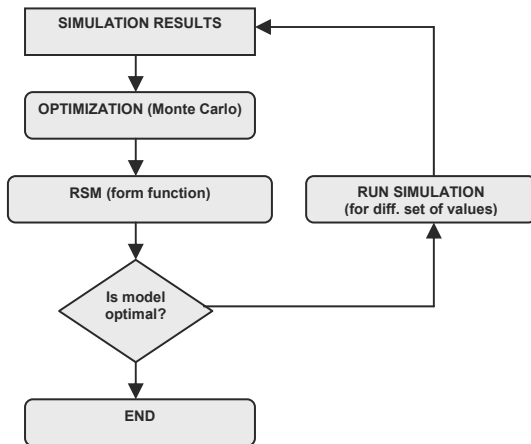 SIMULATION RESULTS
OPTIMIZATION (Monte Carlo)
RSM (form function)
RUN SIMULATION
(for diff. set of values)
Is model
optimal?
END